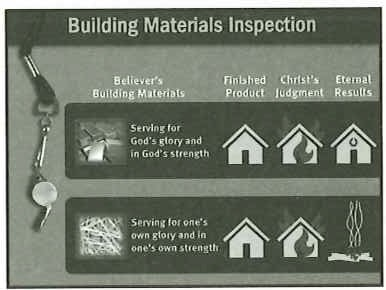 Building Materials Inspection
Believer's Finished Christ's Eternal
Building Materials Product Judgment Results
Serving for
God's glory and
in God's strength
Serving for one's
own glory and in
one's own strength